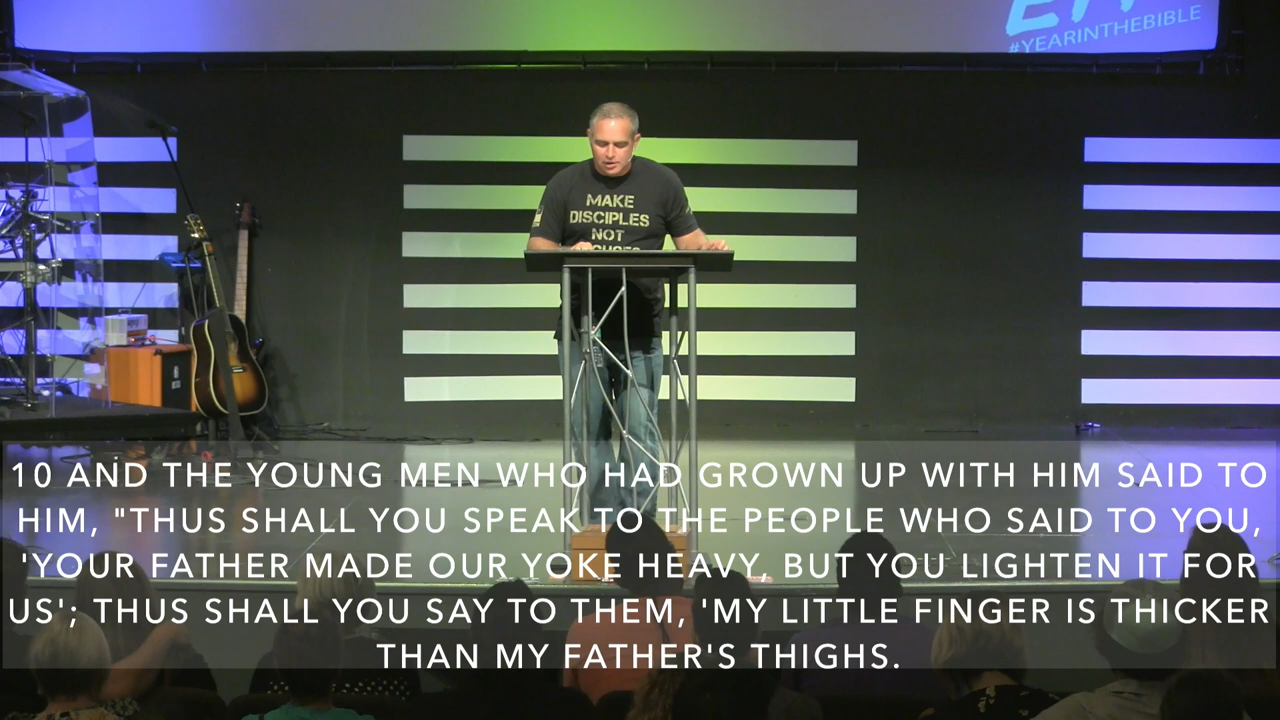 #YEARINTHEBIBLE
MAKE
DISCIPLES
NOT
10 AND THE YOUNG MEN WHO HAD GROWN UP WITH HIM SAID TO
HIM, "THUS SHALL YOU SPEAK TO THE PEOPLE WHO SAID TO YOU,
'YOUR FATHER MADE OUR YOKE HEAVY, BUT YOU LIGHTEN IT FOR
US'; THUS SHALL YOU SAY TO THEM, 'MY LITTLE FINGER IS THICKER
THAN MY FATHER'S THIGHS.